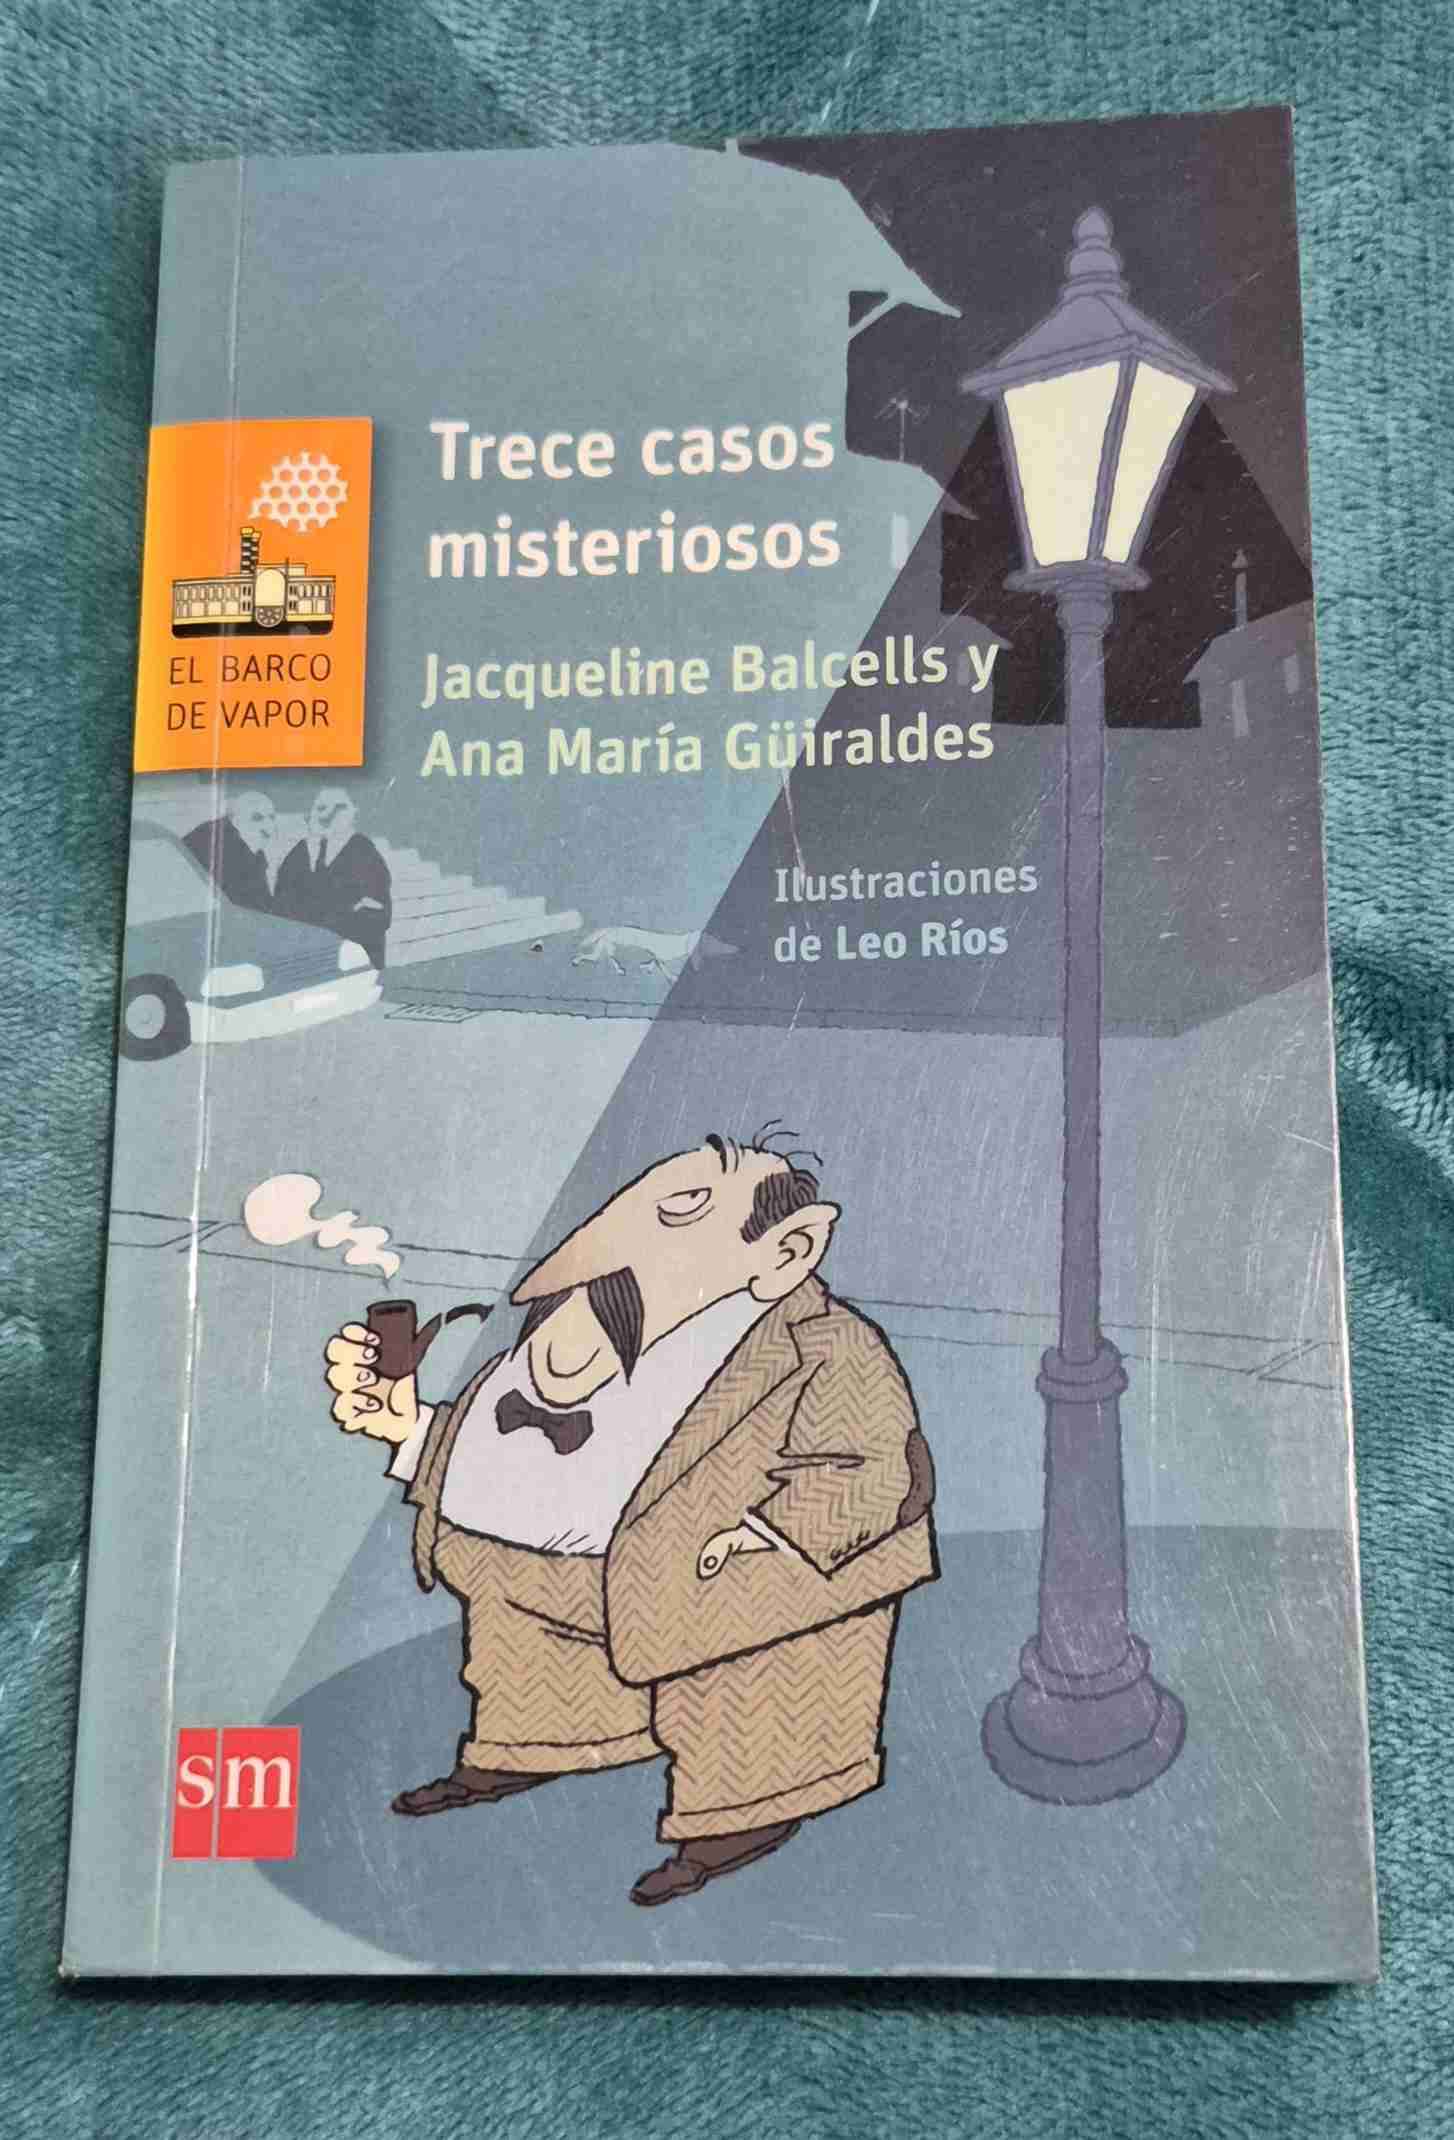 Trece casos
misteriosos
EL BARCO
DE VAPOR
Jacqueline Balcells y
Ana María Güiraldes
Ilustraciones
de Leo Ríos
sm